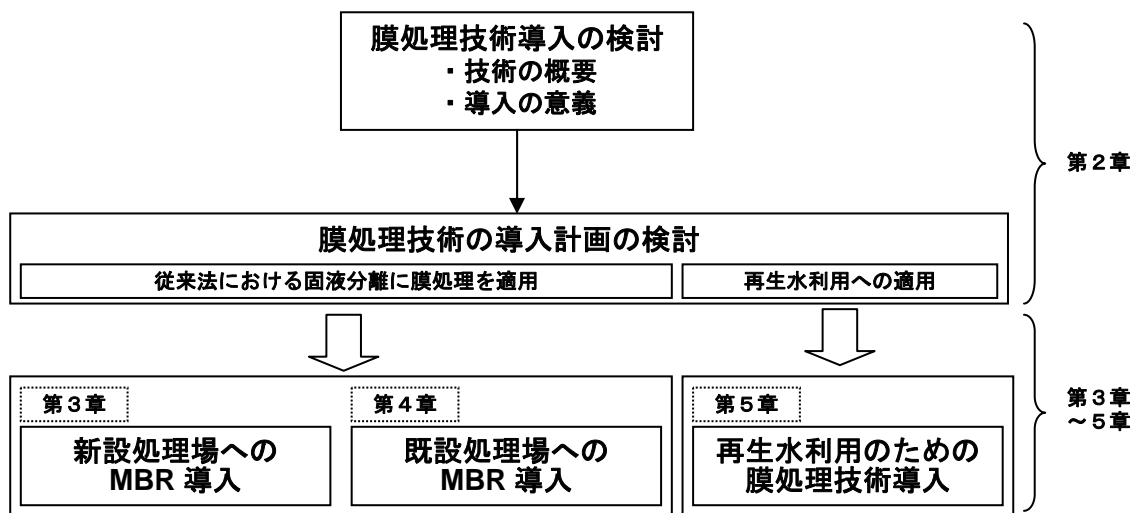 膜処理技術導入の検討
・技術の概要
・導入の意義
第２章
膜処理技術の導入計画の検討
従来法における固液分離に膜処理を適用
再生水利用への適用
第３章
～５章
第３章
新設処理場への
MBR 導入
第４章
既設処理場への
MBR 導入
第５章
再生水利用のための
膜処理技術導入